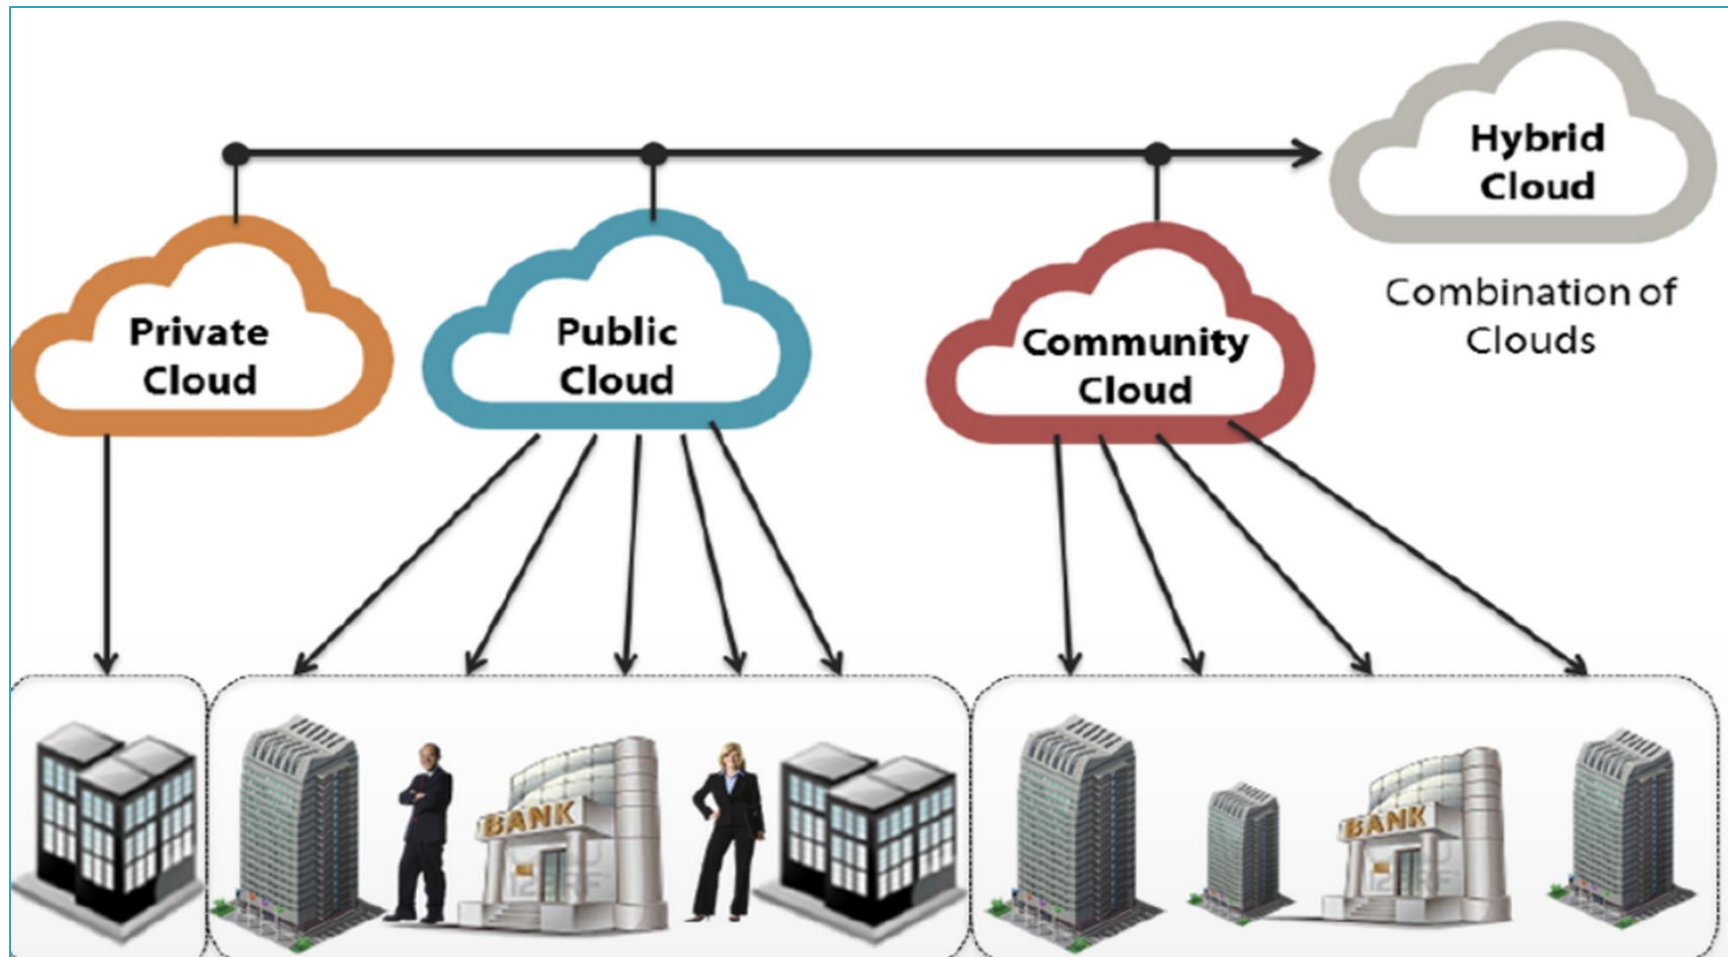 Hybrid
Cloud
Combination of
Clouds
Private
Cloud
Public
Cloud
Community
Cloud
BANK
BANK